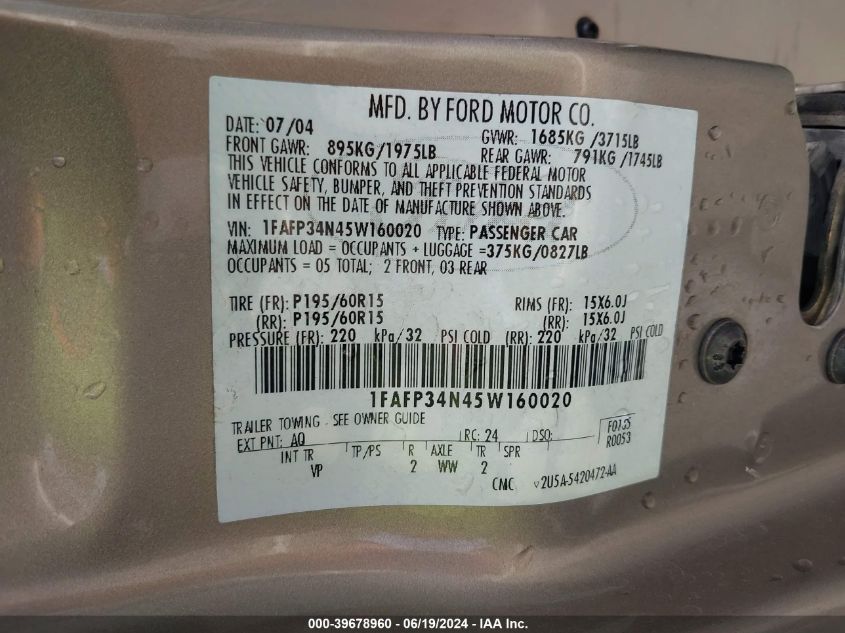 MFD. BY FORD MOTOR CO.
DATE: 07/04 GVWR: 1685KG /3715LB
FRONT GAWR: 895KG/1975LB REAR GAWR: 791KG /1745LB
THIS VEHICLE CONFORMS TO ALL APPLICABLE FEDERAL MOTOR
VEHICLE SAFETY, BUMPER, AND THEFT PREVENTION STANDARDS
IN EFFECT ON THE DATE OF MANUFACTURE SHOWN ABOVE.
VIN: 1FAFP34N45W160020 TYPE: PASSENGER CAR
MAXIMUM LOAD = OCCUPANTS + LUGGAGE =375KG/0827LB
OCCUPANTS = 05 TOTAL; 2 FRONT, 03 REAR
TIRE (FR): P195/60R15 RIMS (FR): 15X6.0J
(RR): P195/60R15 (RR): 15X6.0J
PRESSURE (FR): 220 kPa/32 PSI COLD (RR): 220 kPa/32 PSI COLD
1FAFP34N45W160020
TRAILER TOWING - SEE OWNER GUIDE
EXT PNT: AQ RC: 24 DSO: F0135
R0053
INT TR TP/PS R AXLE TR SPR
VP 2 WW 2
CMC v2U5A-5420472-AA
000-39678960 - 06/19/2024 - IAAI.com - Copyright IAA, Inc.